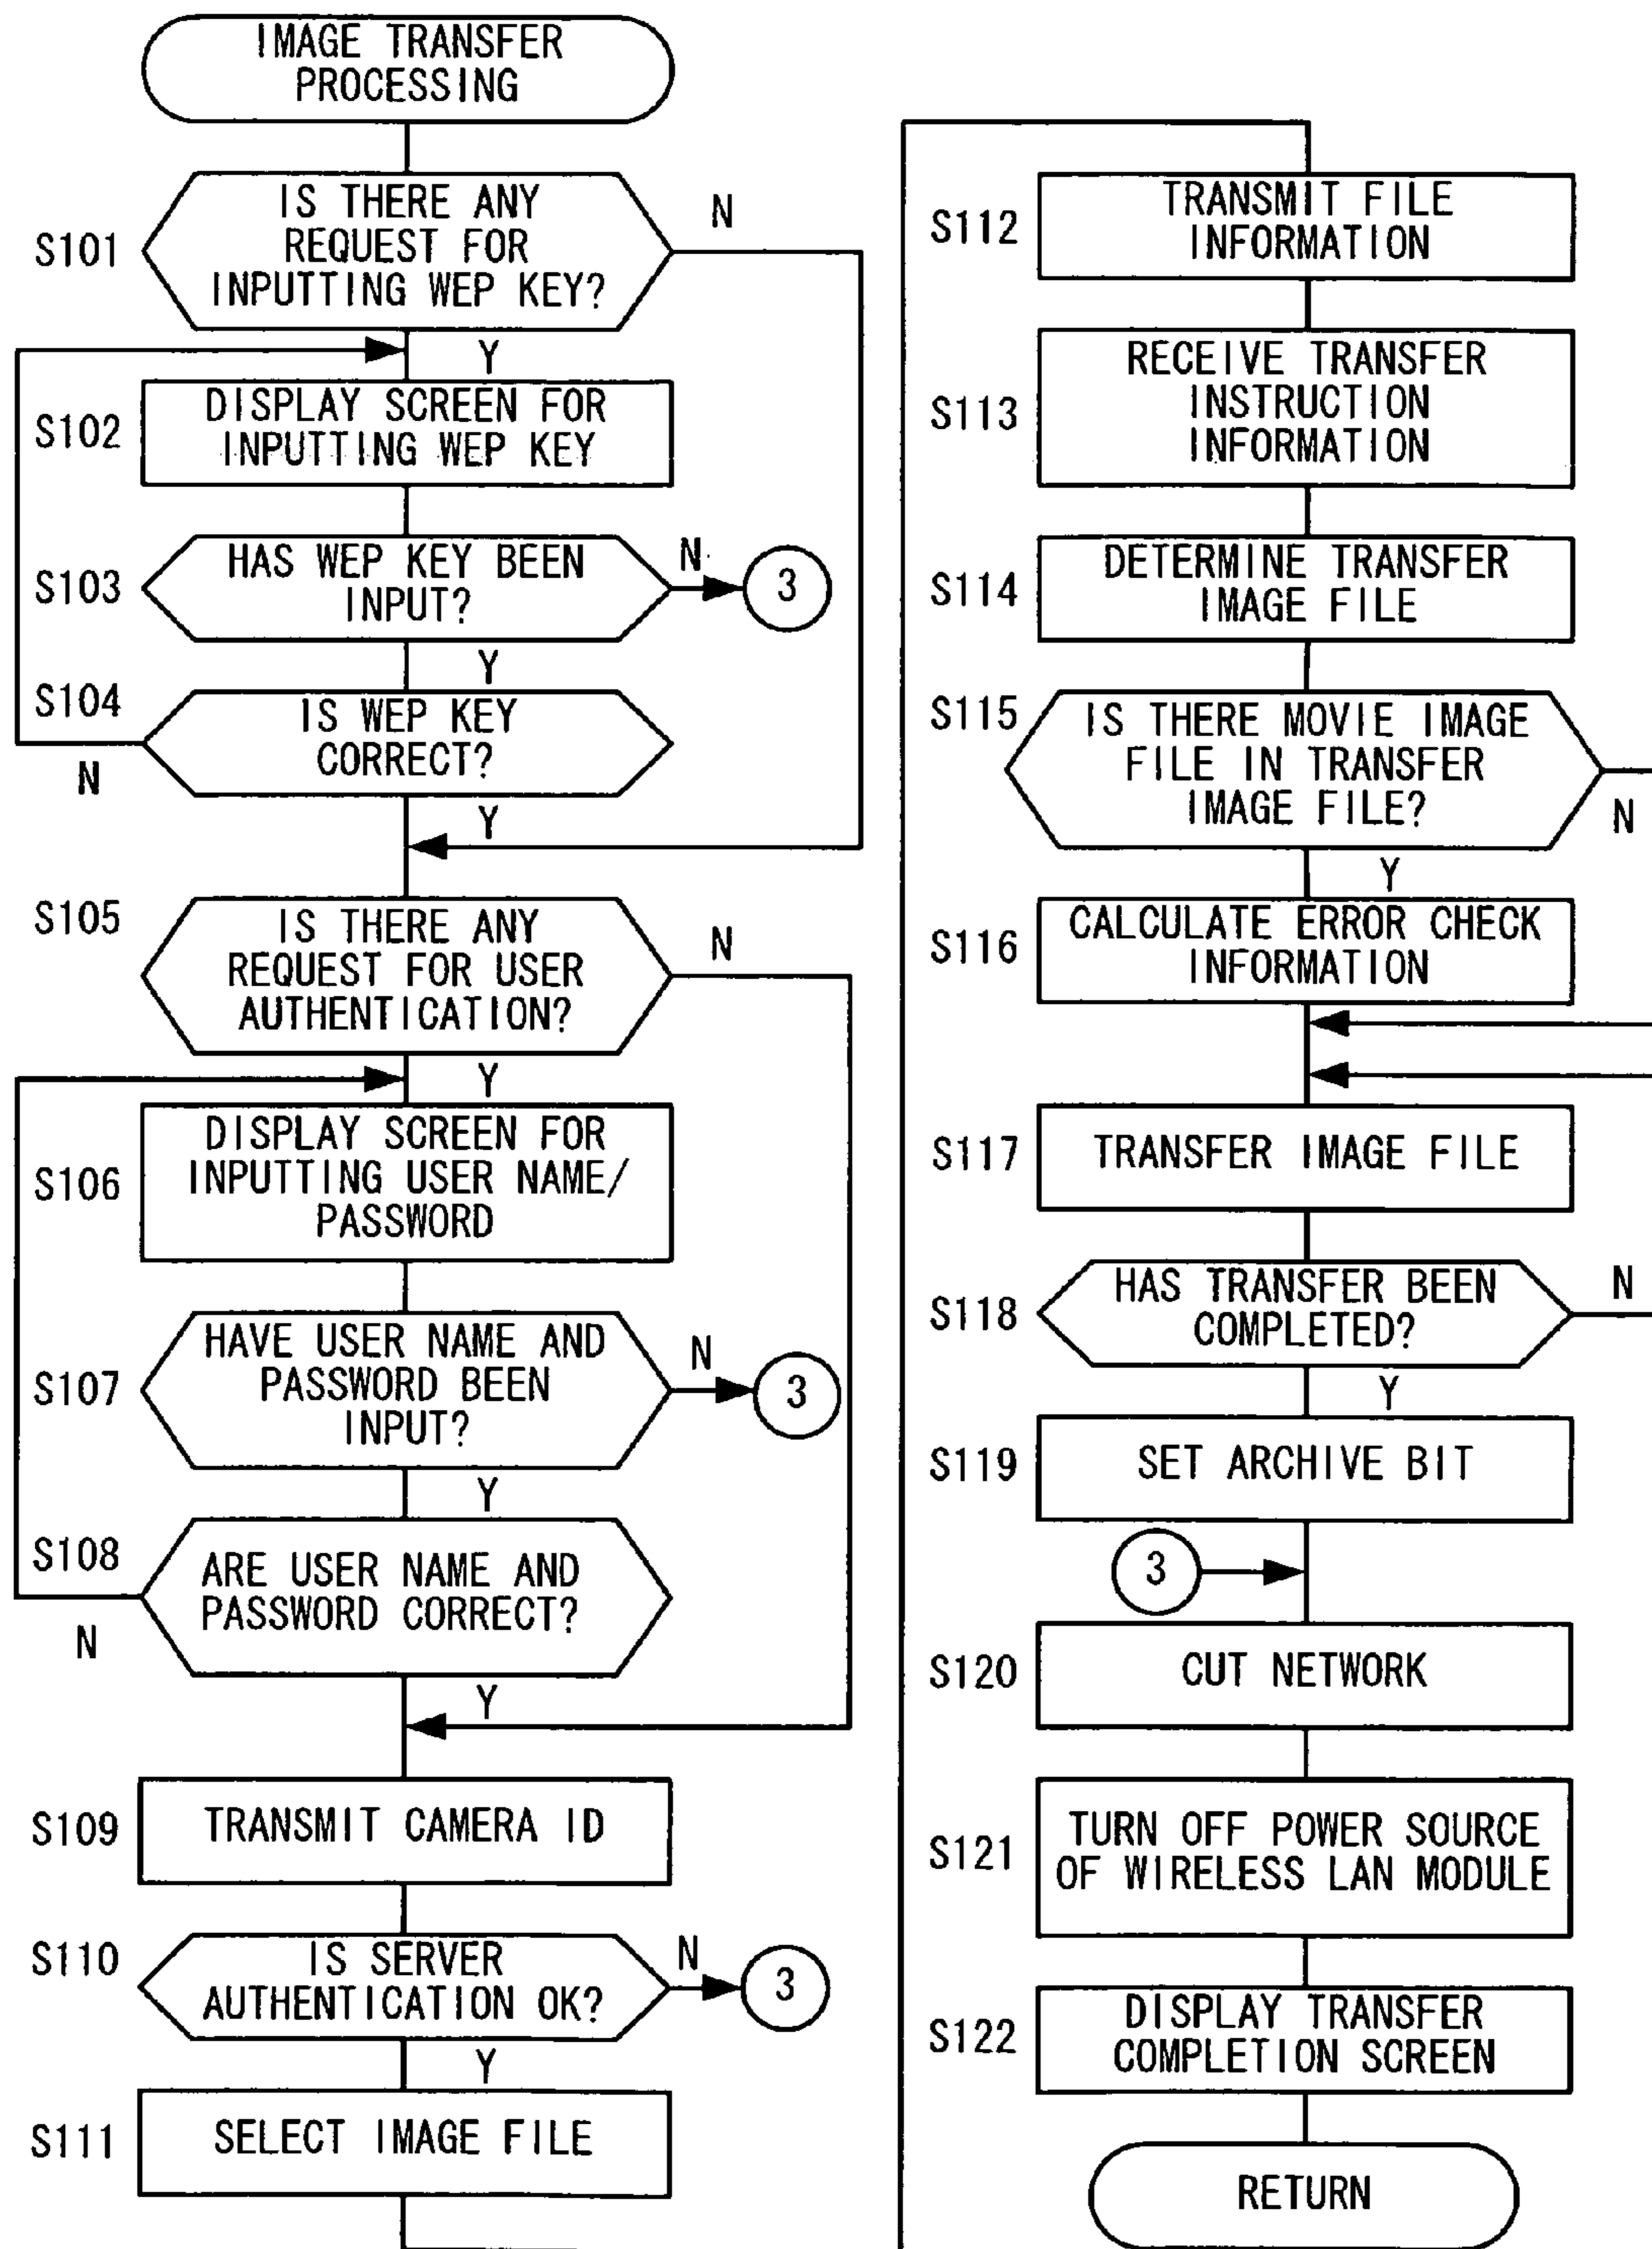 IMAGE TRANSFER
PROCESSING
S101
IS THERE ANY
REQUEST FOR
INPUTTING WEP KEY?
N
Y
S102
DISPLAY SCREEN FOR
INPUTTING WEP KEY
S103
HAS WEP KEY BEEN
INPUT?
N
3
Y
S104
IS WEP KEY
CORRECT?
N
Y
S105
IS THERE ANY
REQUEST FOR USER
AUTHENTICATION?
N
Y
S106
DISPLAY SCREEN FOR
INPUTTING USER NAME/
PASSWORD
S107
HAVE USER NAME AND
PASSWORD BEEN
INPUT?
N
3
Y
S108
ARE USER NAME AND
PASSWORD CORRECT?
N
Y
S109
TRANSMIT CAMERA ID
S110
IS SERVER
AUTHENTICATION OK?
N
3
Y
S111
SELECT IMAGE FILE
S112
TRANSMIT FILE
INFORMATION
S113
RECEIVE TRANSFER
INSTRUCTION
INFORMATION
S114
DETERMINE TRANSFER
IMAGE FILE
S115
IS THERE MOVIE IMAGE
FILE IN TRANSFER
IMAGE FILE?
N
Y
S116
CALCULATE ERROR CHECK
INFORMATION
S117
TRANSFER IMAGE FILE
S118
HAS TRANSFER BEEN
COMPLETED?
N
Y
S119
SET ARCHIVE BIT
3
S120
CUT NETWORK
S121
TURN OFF POWER SOURCE
OF WIRELESS LAN MODULE
S122
DISPLAY TRANSFER
COMPLETION SCREEN
RETURN